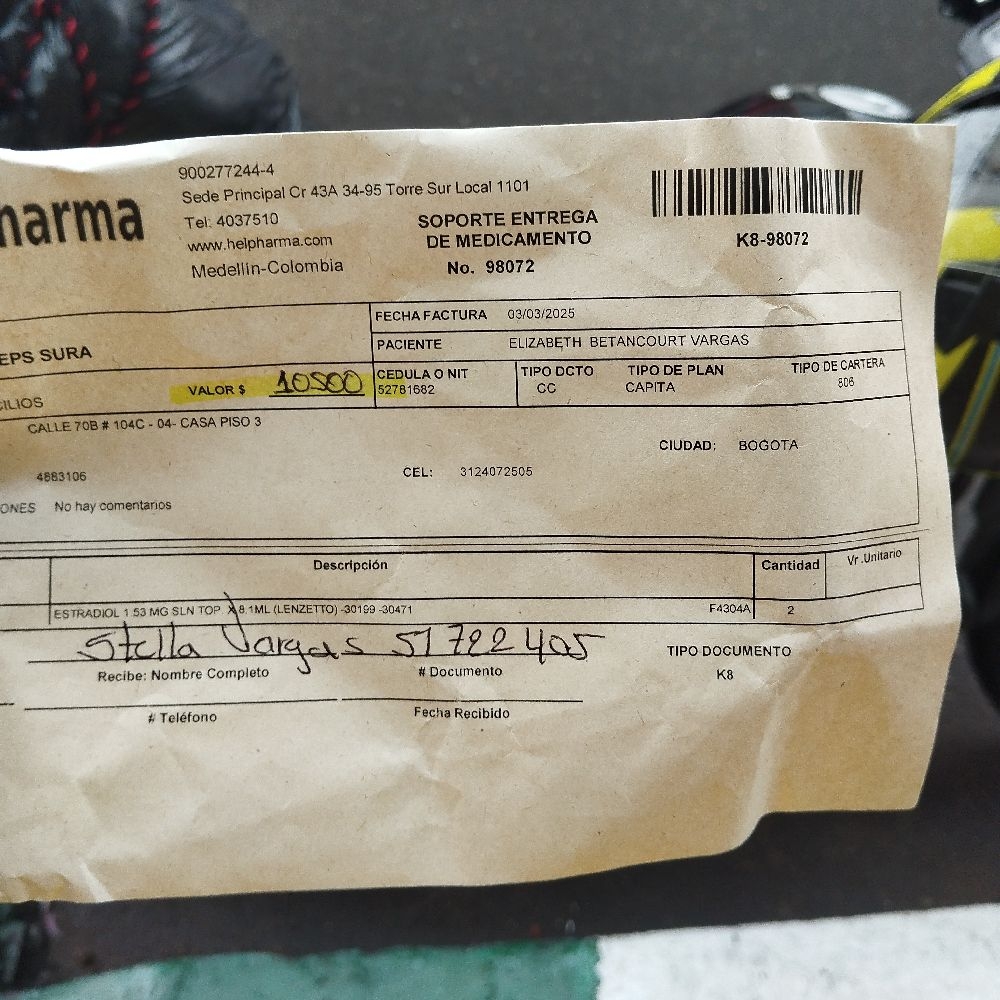 harma
900277244-4
Sede Principal Cr 43A 34-95 Torre Sur Local 1101
Tel: 4037510
www.helpharma.com
Medellín-Colombia
SOPORTE ENTREGA
DE MEDICAMENTO
No. 98072
K8-98072
FECHA FACTURA 03/03/2025
EPS SURA
PACIENTE ELIZABETH BETANCOURT VARGAS
CILIOS
VALOR $ 10500
CEDULA O NIT
52781682
TIPO DCTO
CC
TIPO DE PLAN
CAPITA
TIPO DE CARTERA
806
CALLE 70B # 104C - 04- CASA PISO 3
CIUDAD: BOGOTA
4883106
CEL: 3124072505
ONES No hay comentarios
Descripción Cantidad Vr .Unitario
ESTRADIOL 1.53 MG SLN TOP X 8.1ML (LENZETTO) -30199 -30471 F4304A 2
Stella Vargas 51722405
Recibe: Nombre Completo # Documento
TIPO DOCUMENTO
K8
# Teléfono Fecha Recibido